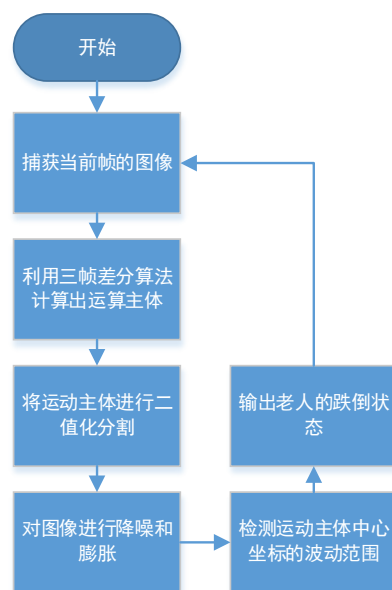 开始
捕获当前帧的图像
利用三帧差分算法
计算出运算主体
将运动主体进行二
值化分割
对图像进行降噪和
膨胀
检测运动主体中心
坐标的波动范围
输出老人的跌倒状
态